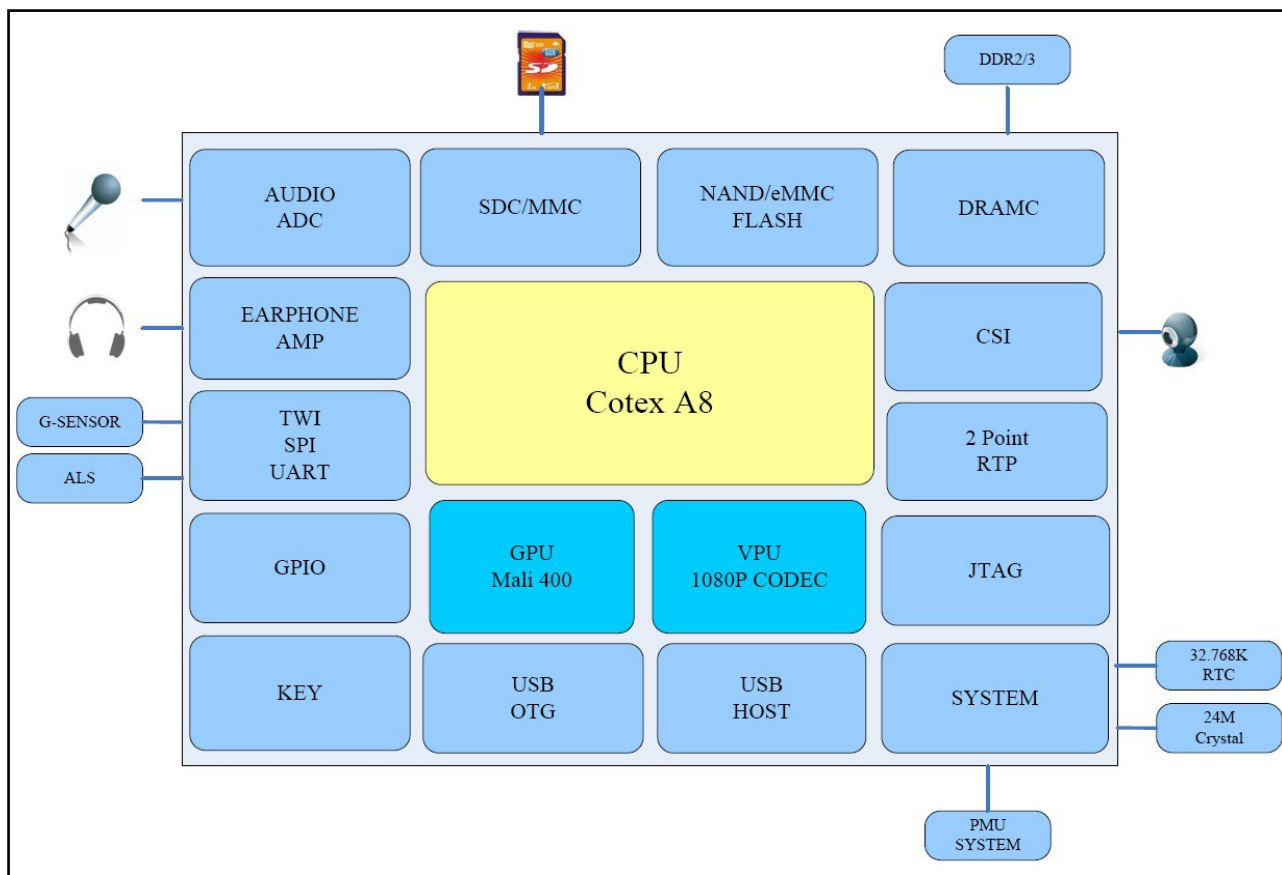 DDR2/3
AUDIO
ADC
SDC/MMC
NAND/eMMC
FLASH
DRAMC
EARPHONE
AMP
CPU
Cotex A8
CSI
G-SENSOR
ALS
TWI
SPI
UART
2 Point
RTP
GPIO
GPU
Mali 400
VPU
1080P CODEC
JTAG
KEY
USB
OTG
USB
HOST
SYSTEM
32.768K
RTC
24M
Crystal
PMU
SYSTEM